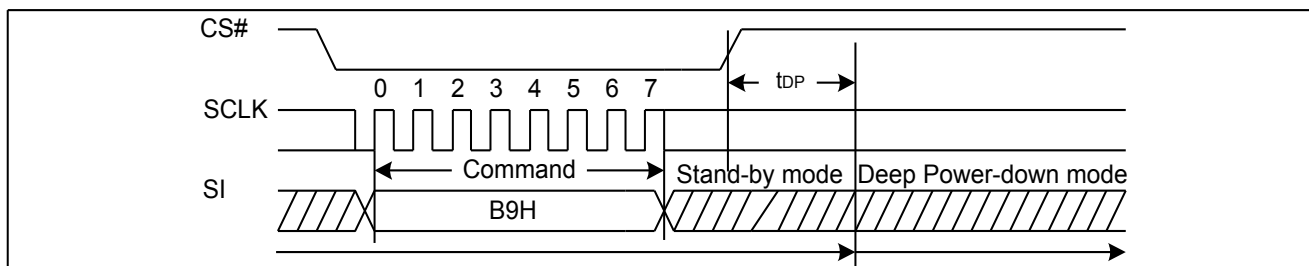 CS#
tDP
0 1 2 3 4 5 6 7
SCLK
Command
Stand-by mode Deep Power-down mode
SI
B9H